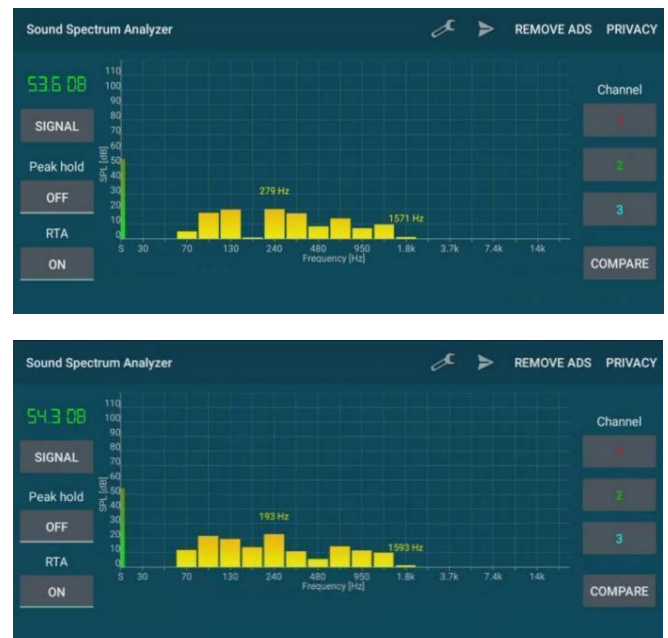 Sound Spectrum Analyzer REMOVE ADS PRIVACY
53.6 DB
SIGNAL
Peak hold
OFF
RTA
ON
SPL [dB]
110
100
90
80
70
60
50
30
20
10
0
279 Hz
1571 Hz
S 30 70 130 240 480 950 1.8k 3.7k 7.4k 14k
Frequency [Hz]
Channel
2
3
COMPARE
Sound Spectrum Analyzer REMOVE ADS PRIVACY
54.3 DB
SIGNAL
Peak hold
OFF
RTA
ON
SPL [dB]
110
100
90
80
70
60
50
30
20
10
0
193 Hz
1593 Hz
S 30 70 130 240 480 950 1.8k 3.7k 7.4k 14k
Frequency [Hz]
Channel
2
3
COMPARE